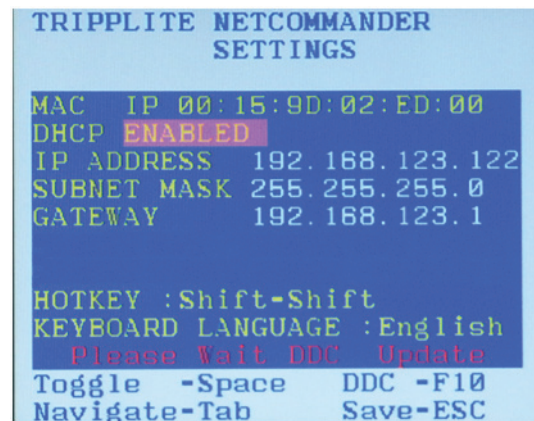 TRIPPLITE NETCOMMANDER
SETTINGS
MAC IP 00:15:9D:02:ED:00
DHCP ENABLED
IP ADDRESS 192.168.123.122
SUBNET MASK 255.255.255.0
GATEWAY 192.168.123.1
HOTKEY :Shift-Shift
KEYBOARD LANGUAGE :English
Please Wait DDC Update
Toggle -Space DDC -F10
Navigate-Tab Save-ESC